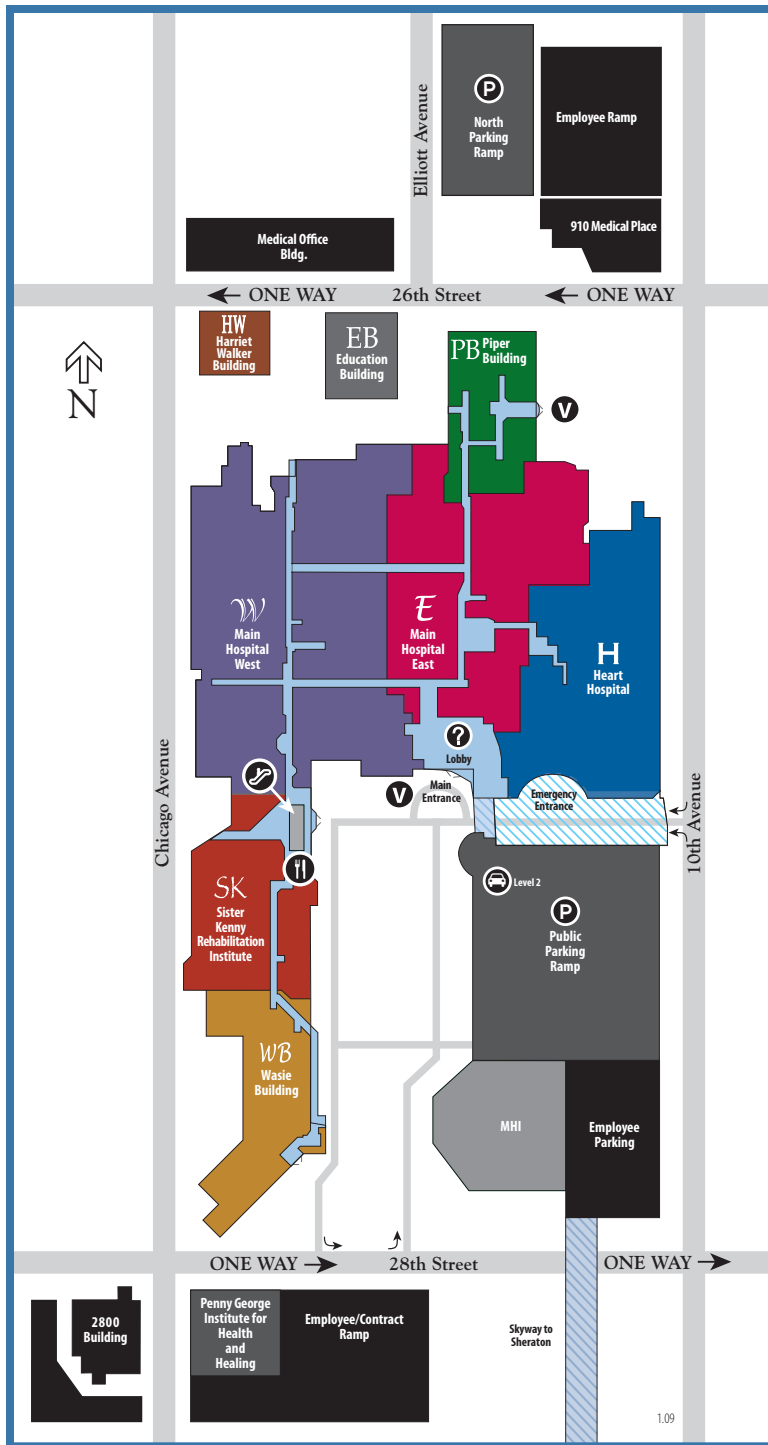 Elliott Avenue
P
North
Parking
Ramp
Employee Ramp
910 Medical Place
Medical Office
Bldg.
ONE WAY
26th Street
ONE WAY
HW
Harriet
Walker
Building
EB
Education
Building
PB Piper
Building
N
V
W
Main
Hospital
West
E
Main
Hospital
East
H
Heart
Hospital
?
Lobby
Chicago Avenue
V
Main
Entrance
Emergency
Entrance
10th Avenue
SK
Sister
Kenny
Rehabilitation
Institute
Level 2
P
Public
Parking
Ramp
WB
Wasie
Building
MHI
Employee
Parking
ONE WAY
28th Street
ONE WAY
2800
Building
Penny George
Institute for
Health
and
Healing
Employee/Contract
Ramp
Skyway to
Sheraton
1.09